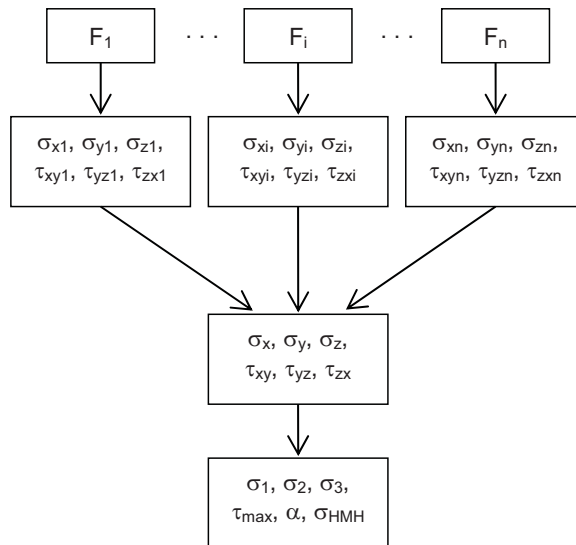 F₁ · · · Fᵢ · · · Fₙ
σx1, σy1, σz1,
τxy1, τyz1, τzx1
σxi, σyi, σzi,
τxyi, τyzi, τzxi
σxn, σyn, σzn,
τxyn, τyzn, τzxn
σx, σy, σz,
τxy, τyz, τzx
σ1, σ2, σ3,
τmax, α, σHMH